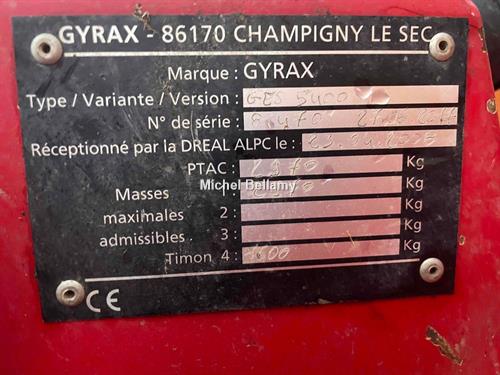 GYRAX - 86170 CHAMPIGNY LE SEC
Marque : GYRAX
Type / Variante / Version :
N° de série :
Réceptionné par la DREAL ALPC le :
PTAC : Kg
Michel Bellamy
Masses 1 : Kg
maximales 2 : Kg
admissibles 3 : Kg
Timon 4 : Kg
CE